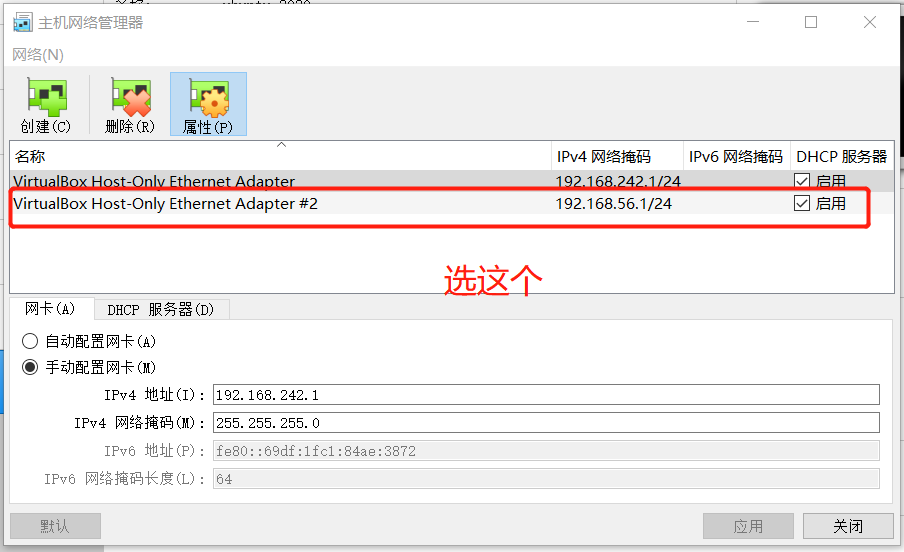 ubuntu 2020
主机网络管理器
网络(N)
创建(C) 删除(R) 属性(P)
名称 IPv4 网络掩码 IPv6 网络掩码 DHCP 服务器
VirtualBox Host-Only Ethernet Adapter 192.168.242.1/24 启用
VirtualBox Host-Only Ethernet Adapter #2 192.168.56.1/24 启用
选这个
网卡(A) DHCP 服务器(D)
自动配置网卡(A)
手动配置网卡(M)
IPv4 地址(I): 192.168.242.1
IPv4 网络掩码(M): 255.255.255.0
IPv6 地址(P): fe80::69df:1fc1:84ae:3872
IPv6 网络掩码长度(L): 64
默认 应用 关闭